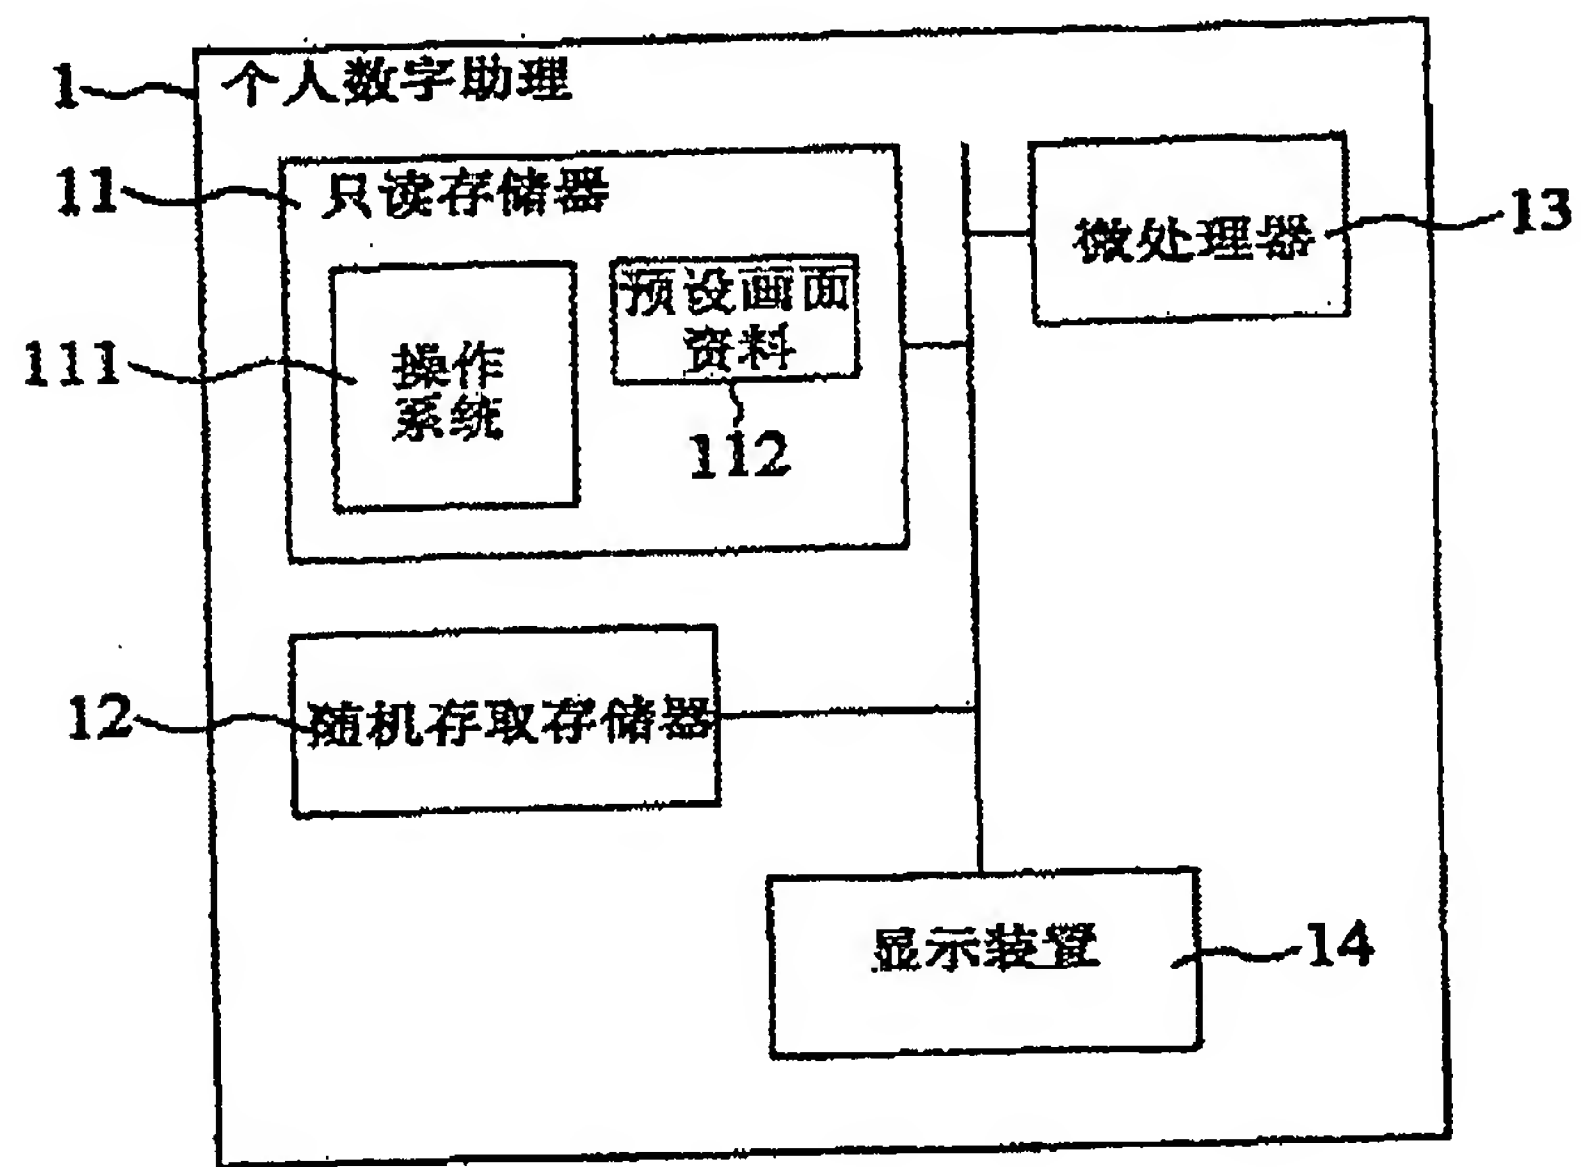 1
个人数字助理
11
只读存储器
13
微处理器
预设画面
资料
111
操作
系统
112
12
随机存取存储器
显示装置
14